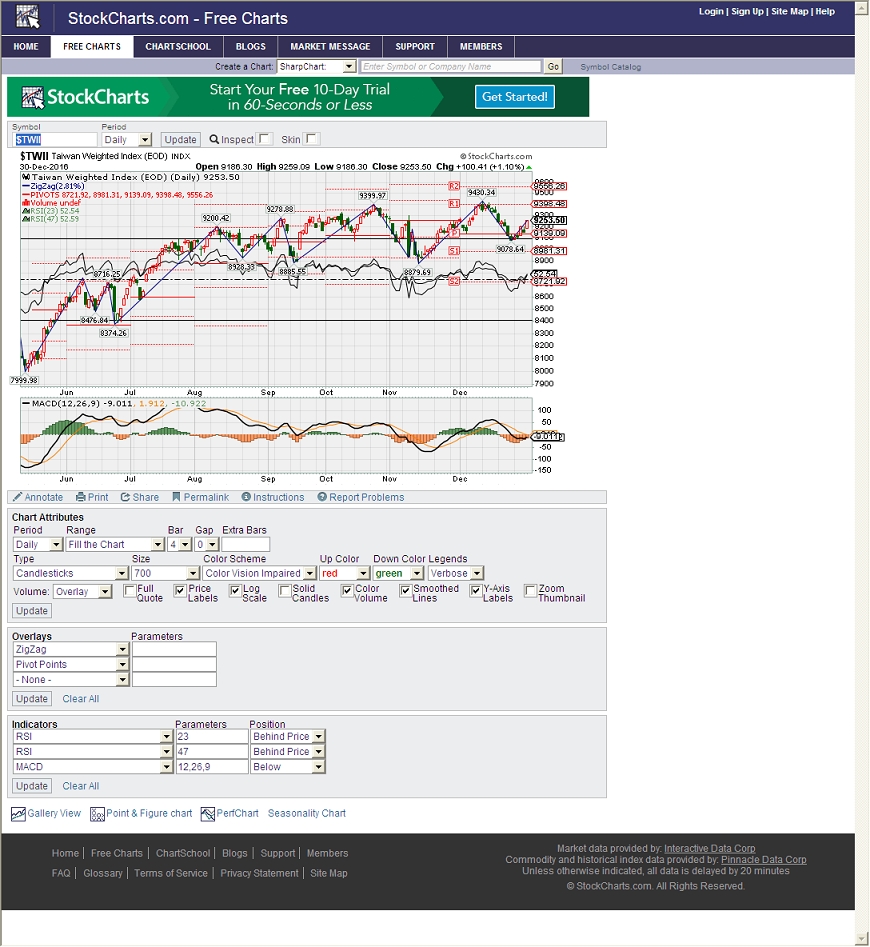 StockCharts.com - Free Charts
Login | Sign Up | Site Map | Help
HOME FREE CHARTS CHARTSCHOOL BLOGS MARKET MESSAGE SUPPORT MEMBERS
Create a Chart: SharpChart: Enter Symbol or Company Name Go Symbol Catalog
StockCharts Start Your Free 10-Day Trial
in 60-Seconds or Less
Get Started!
Symbol Period
$TWII Daily Update Inspect Skin
$TWII Taiwan Weighted Index (EOD) INDX © StockCharts.com
30-Dec-2016 Open 9186.30 High 9259.09 Low 9186.30 Close 9253.50 Chg +100.41 (+1.10%)
Taiwan Weighted Index (EOD) (Daily) 9253.50
ZigZag(2.81%)
PIVOTS 8721.92, 8981.31, 9139.09, 9398.48, 9556.26
Volume undef
RSI(23) 52.54
RSI(47) 52.59
R2 9556.26
9500
9430.34
9399.97
R1 9398.48
9278.88
9200.42
9253.50
P 9139.09
9078.64
S1 8981.31
8928.33
8900
8885.55
8879.69
52.54
S2 8721.92
8716.25
8600
8500
8476.84
8400
8374.26
8300
8200
8100
8000
7999.98
7900
Jun Jul Aug Sep Oct Nov Dec
MACD(12,26,9) -9.011, 1.912, -10.922
100
50
-9.011
-50
-100
-150
Jun Jul Aug Sep Oct Nov Dec
Annotate Print Share Permalink Instructions Report Problems
Chart Attributes
Period Range Bar Gap Extra Bars
Daily Fill the Chart 4 0
Type Size Color Scheme Up Color Down Color Legends
Candlesticks 700 Color Vision Impaired red green Verbose
Volume: Overlay Full Quote Price Labels Log Scale Solid Candles Color Volume Smoothed Lines Y-Axis Labels Zoom Thumbnail
Update
Overlays Parameters
ZigZag
Pivot Points
- None -
Update Clear All
Indicators Parameters Position
RSI 23 Behind Price
RSI 47 Behind Price
MACD 12,26,9 Below
Update Clear All
Gallery View Point & Figure chart PerfChart Seasonality Chart
Home | Free Charts | ChartSchool | Blogs | Support | Members
FAQ | Glossary | Terms of Service | Privacy Statement | Site Map
Market data provided by: Interactive Data Corp
Commodity and historical index data provided by: Pinnacle Data Corp
Unless otherwise indicated, all data is delayed by 20 minutes
© StockCharts.com. All Rights Reserved.